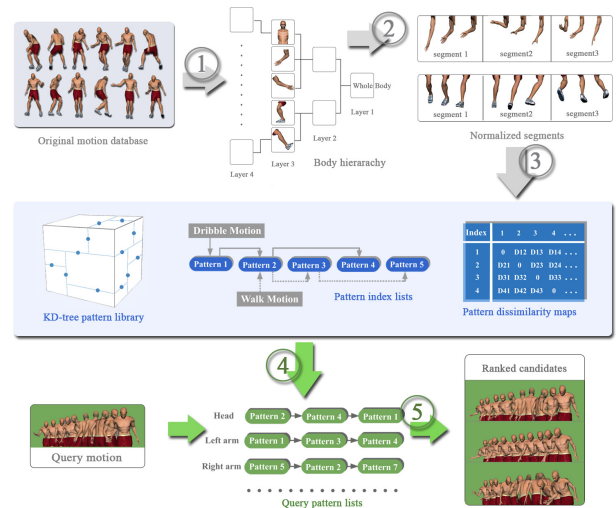 1
2
3
4
5
Original motion database
Whole Body
Layer 1
Layer 2
Layer 3
Layer 4
Body hierarachy
segment 1 segment2 segment3
segment 1 segment2 segment3
Normalized segments
KD-tree pattern library
Dribble Motion
Pattern 1 Pattern 2 Pattern 3 Pattern 4 Pattern 5
Walk Motion
Pattern index lists
Index 1 2 3 4 ...
1 0 D12 D13 D14 ...
2 D21 0 D23 D24 ...
3 D31 D32 0 D33 ...
4 D41 D42 D43 0 ...
Pattern dissimilarity maps
Query motion
Head Pattern 2 Pattern 4 Pattern 1
Left arm Pattern 1 Pattern 3 Pattern 4
Right arm Pattern 5 Pattern 2 Pattern 7
Query pattern lists
Ranked candidates